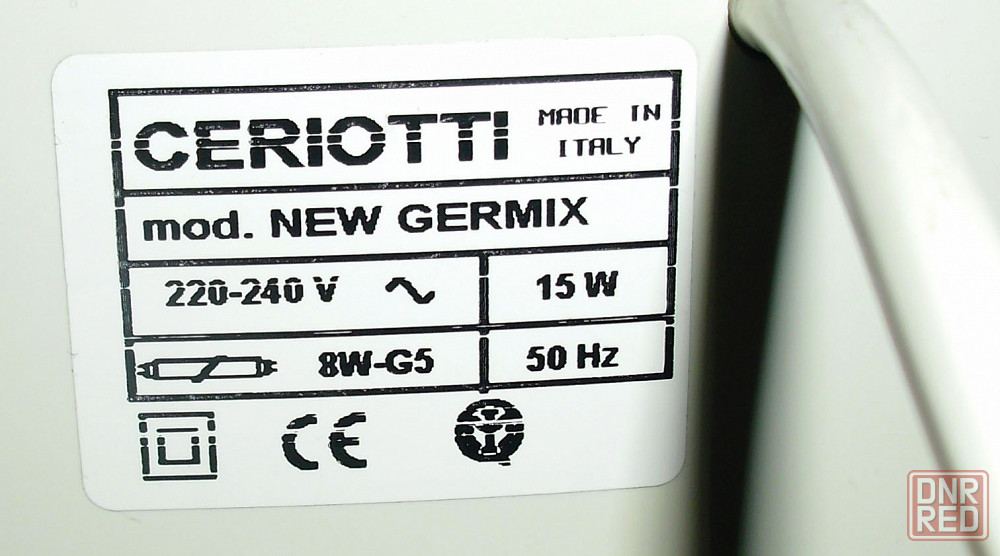 CERIOTTI
MADE IN
ITALY
mod. NEW GERMIX
220-240 V ∿ 15 W
8W-G5 50 Hz
CE
DNR
RED